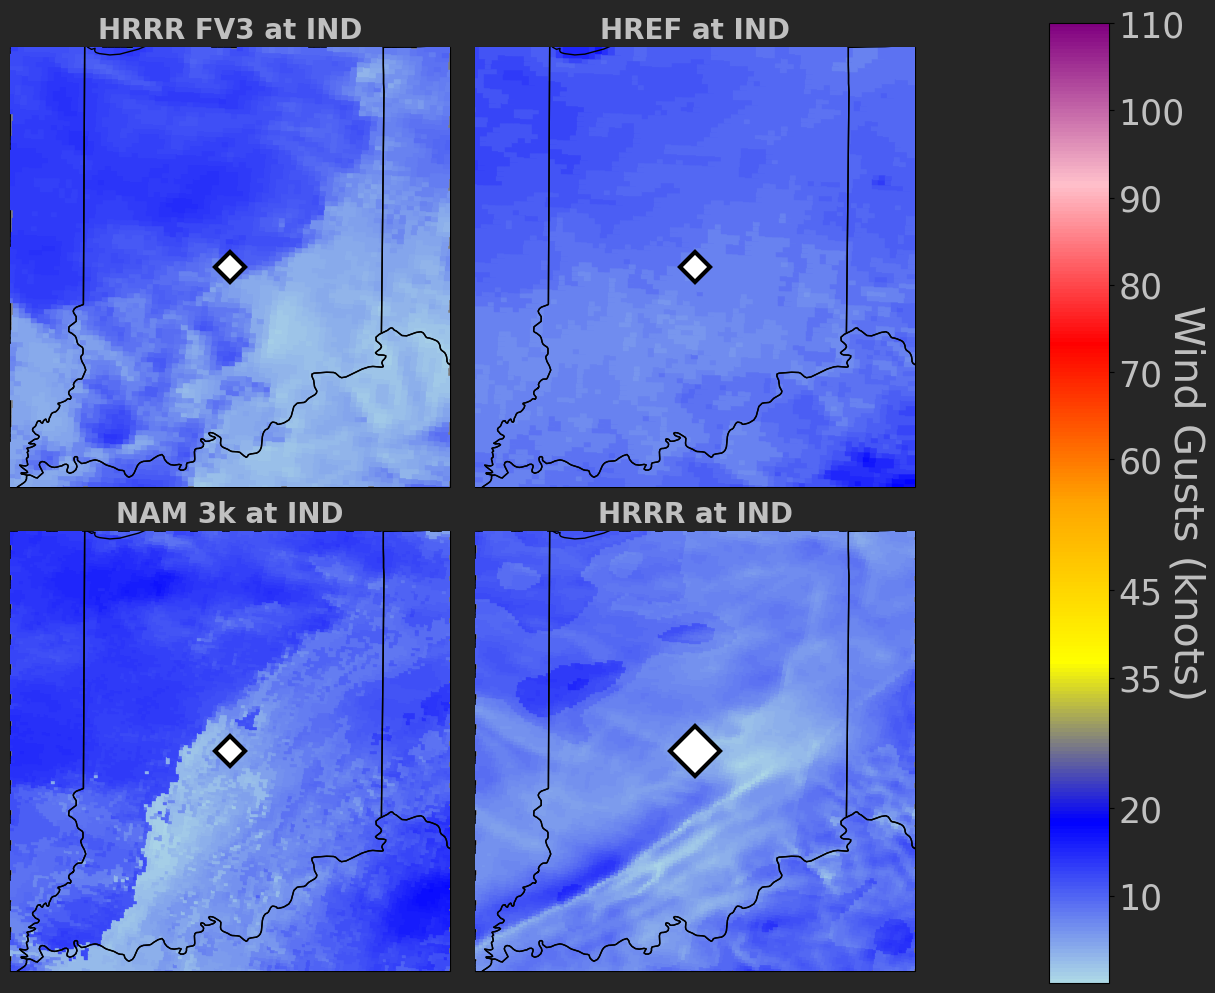 HRRR FV3 at IND
HREF at IND
NAM 3k at IND
HRRR at IND
110
100
90
80
70
60
45
35
20
10
Wind Gusts (knots)